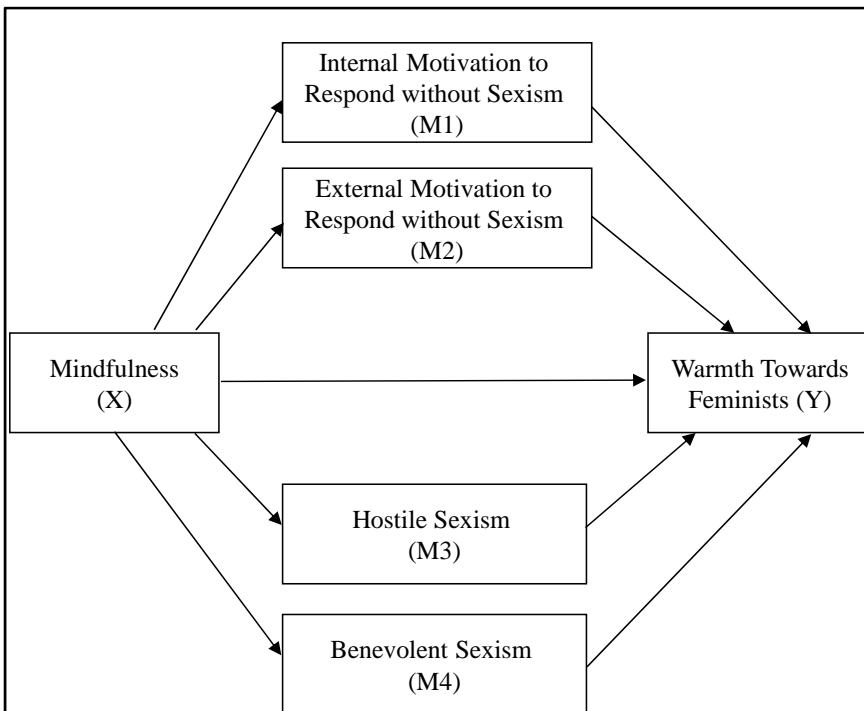 Internal Motivation to
Respond without Sexism
(M1)
External Motivation to
Respond without Sexism
(M2)
Mindfulness
(X)
Warmth Towards
Feminists (Y)
Hostile Sexism
(M3)
Benevolent Sexism
(M4)